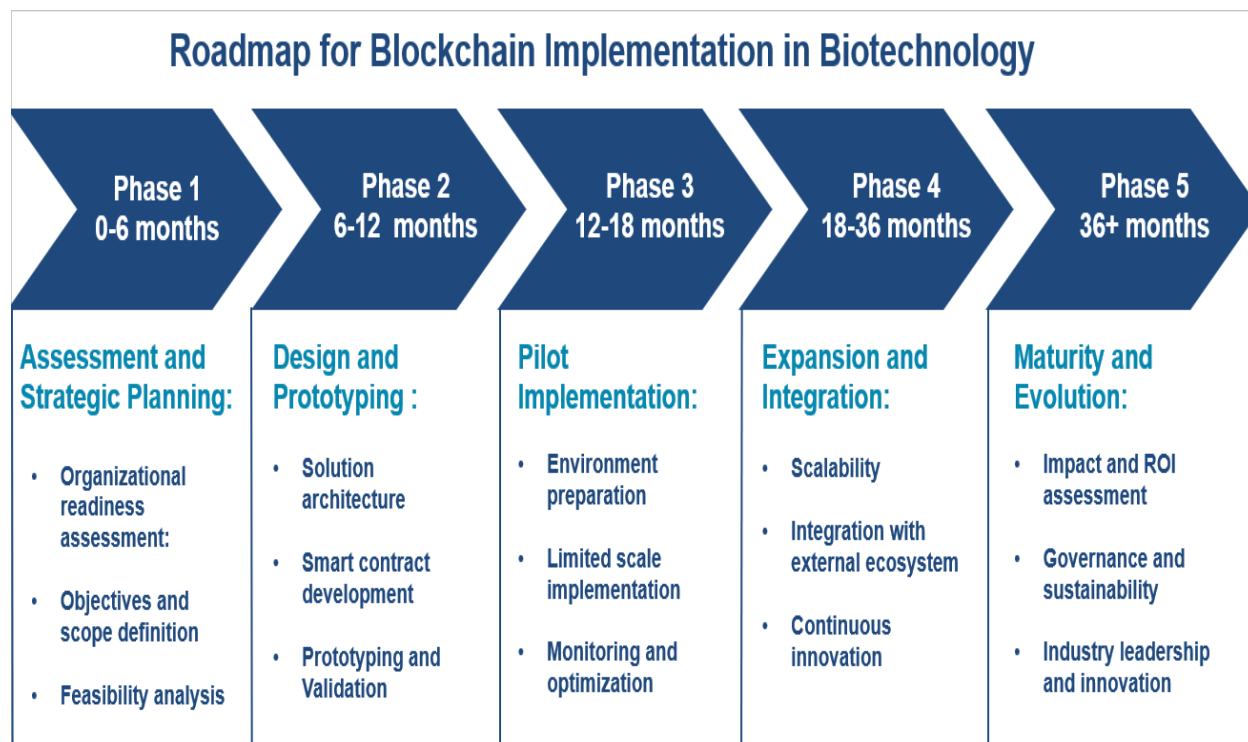 Roadmap for Blockchain Implementation in Biotechnology
Phase 1
0-6 months
Phase 2
6-12 months
Phase 3
12-18 months
Phase 4
18-36 months
Phase 5
36+ months
Assessment and
Strategic Planning:
• Organizational
readiness
assessment:
• Objectives and
scope definition
• Feasibility analysis
Design and
Prototyping :
• Solution
architecture
• Smart contract
development
• Prototyping and
Validation
Pilot
Implementation:
• Environment
preparation
• Limited scale
implementation
• Monitoring and
optimization
Expansion and
Integration:
• Scalability
• Integration with
external ecosystem
• Continuous
innovation
Maturity and
Evolution:
• Impact and ROI
assessment
• Governance and
sustainability
• Industry leadership
and innovation